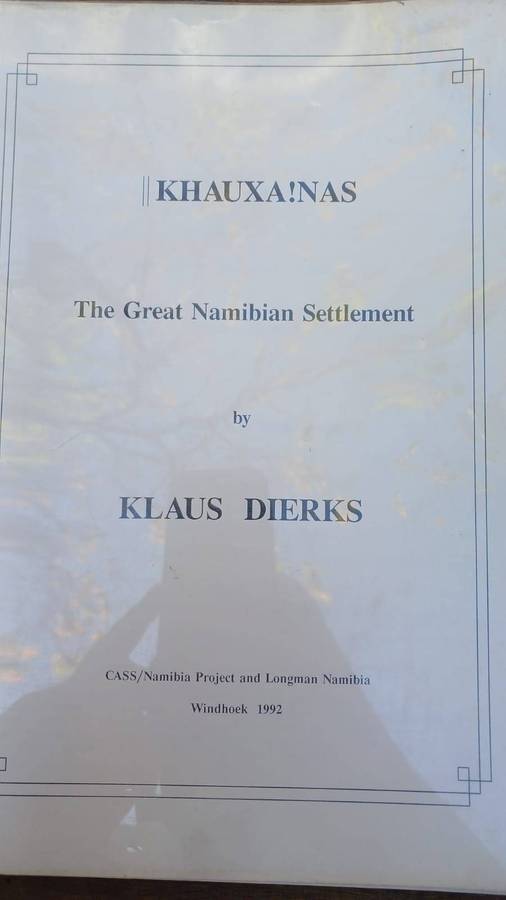 ||KHAUXA!NAS
The Great Namibian Settlement
by
KLAUS DIERKS
CASS/Namibia Project and Longman Namibia
Windhoek 1992